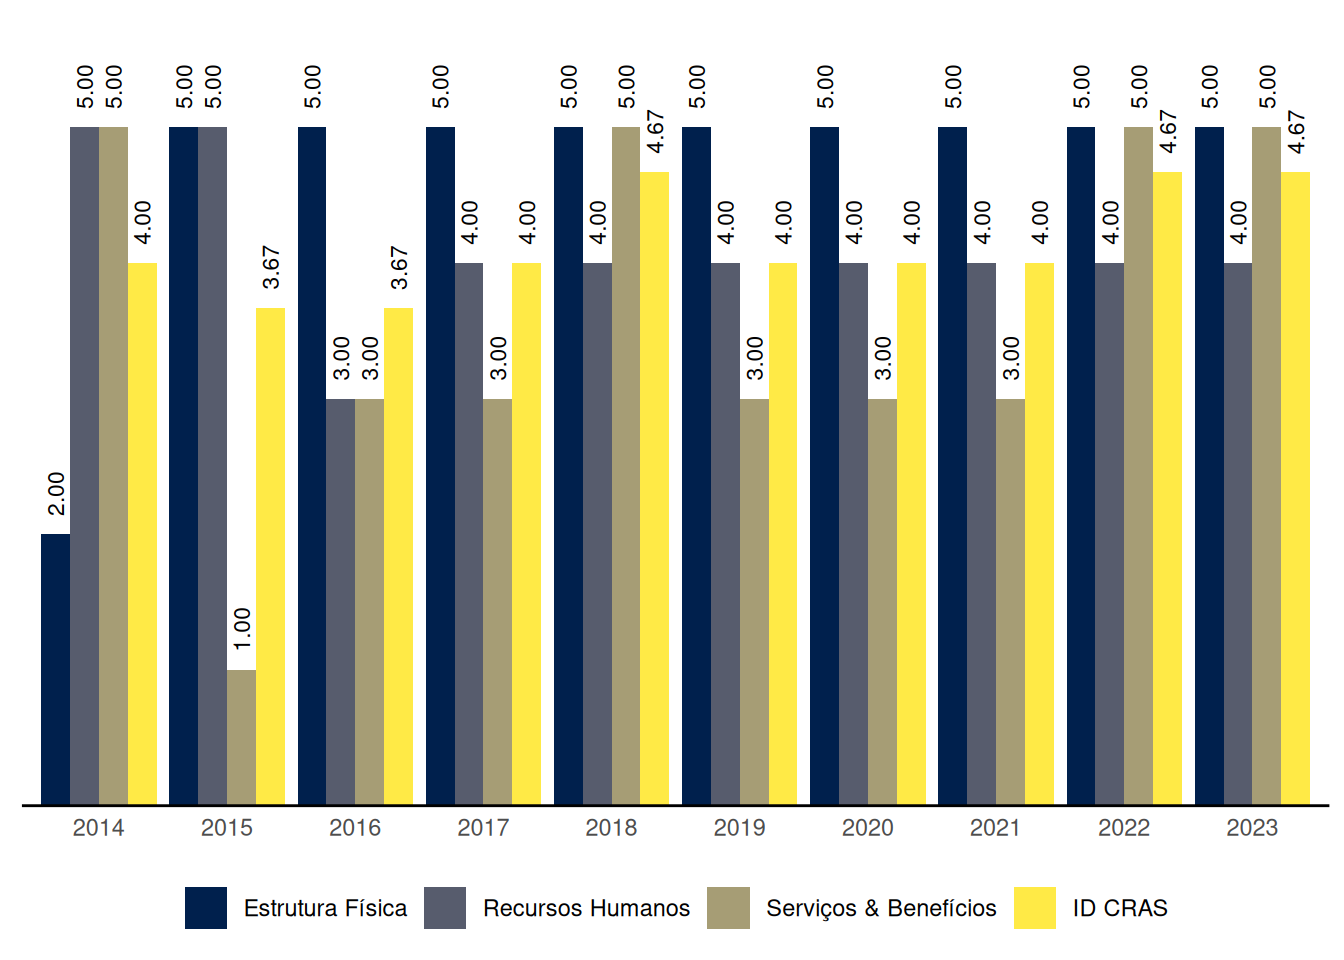 2.00 5.00 5.00 4.00 5.00 5.00 1.00 3.67 5.00 3.00 3.00 3.67 5.00 4.00 3.00 4.00 5.00 4.00 5.00 4.67 5.00 4.00 3.00 4.00 5.00 4.00 3.00 4.00 5.00 4.00 3.00 4.00 5.00 4.00 5.00 4.67 5.00 4.00 5.00 4.67
2014 2015 2016 2017 2018 2019 2020 2021 2022 2023
Estrutura Física Recursos Humanos Serviços & Benefícios ID CRAS